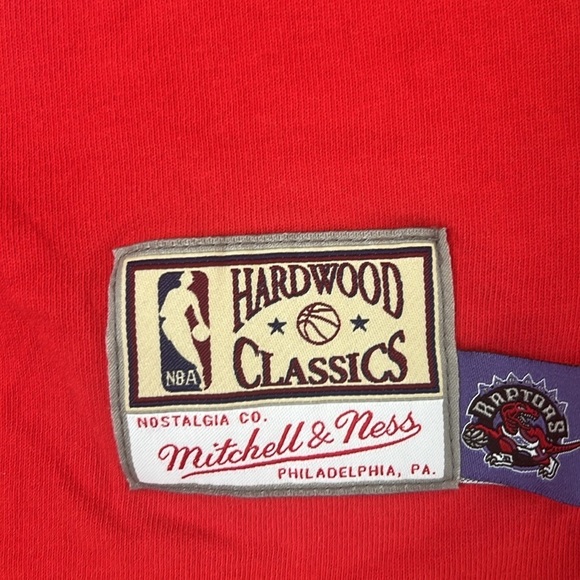 HARDWOOD
CLASSICS
NBA
NOSTALGIA CO.
Mitchell & Ness
PHILADELPHIA, PA.
RAPTORS